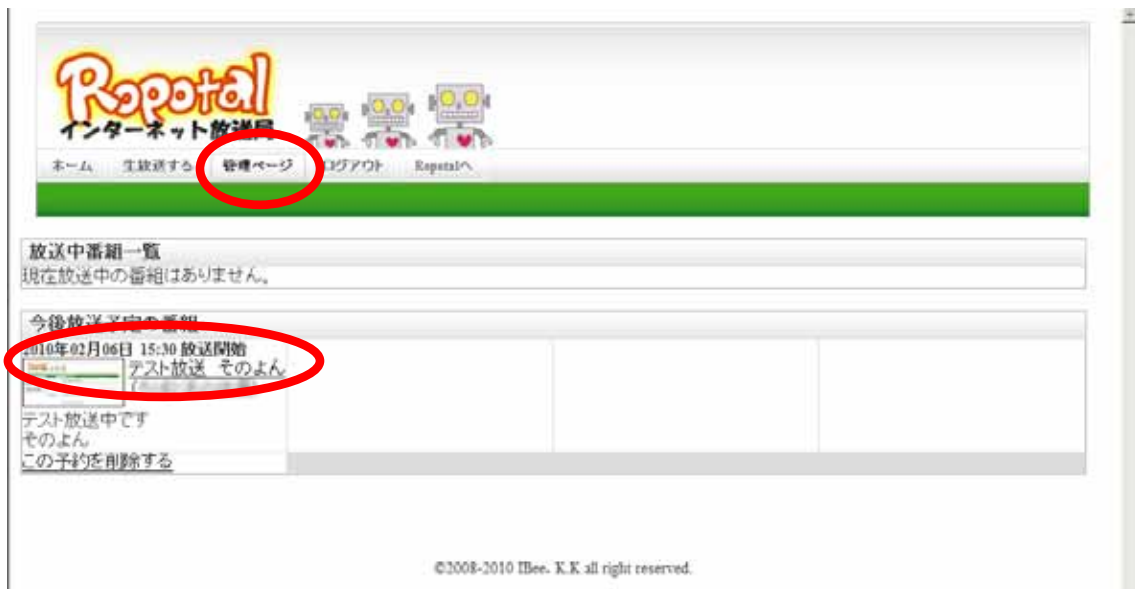 Ropotal
インターネット放送局
ホーム 生放送する 管理ページ ログアウト Ropotalへ
放送中番組一覧
現在放送中の番組はありません。
今後放送予定の番組
2010年02月06日 15:30 放送開始
テスト放送 そのよん
テスト放送中です
そのよん
この予約を削除する
©2008-2010 IBee. K.K all right reserved.